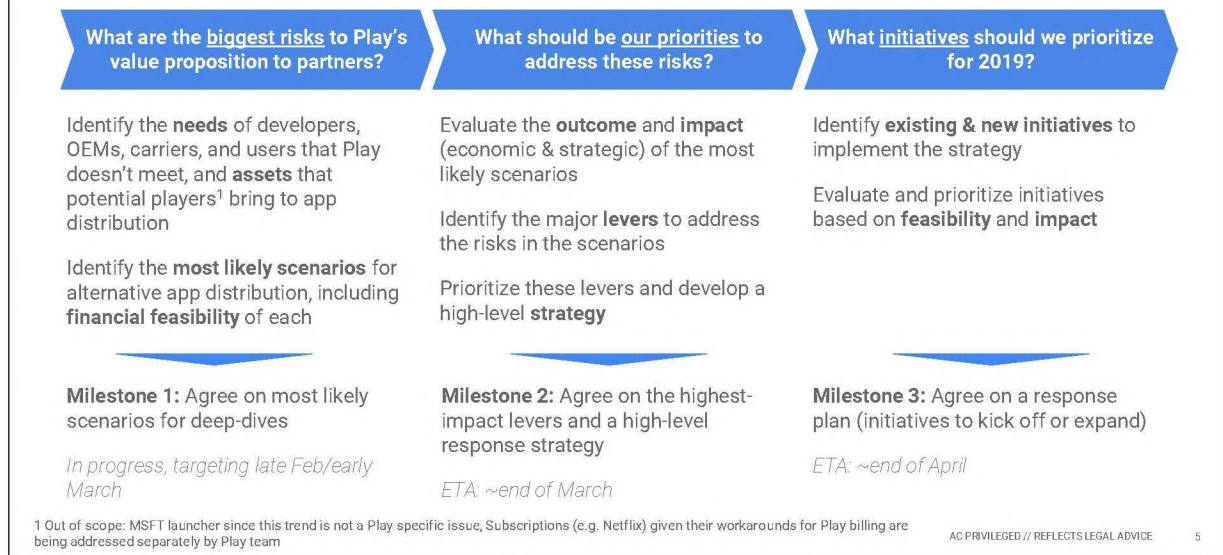 What are the biggest risks to Play's
value proposition to partners?
Identify the needs of developers,
OEMs, carriers, and users that Play
doesn't meet, and assets that
potential players¹ bring to app
distribution
Identify the most likely scenarios for
alternative app distribution, including
financial feasibility of each
Milestone 1: Agree on most likely
scenarios for deep-dives
In progress, targeting late Feb/early
March
What should be our priorities to
address these risks?
Evaluate the outcome and impact
(economic & strategic) of the most
likely scenarios
Identify the major levers to address
the risks in the scenarios
Prioritize these levers and develop a
high-level strategy
Milestone 2: Agree on the highest-
impact levers and a high-level
response strategy
ETA: ~end of March
What initiatives should we prioritize
for 2019?
Identify existing & new initiatives to
implement the strategy
Evaluate and prioritize initiatives
based on feasibility and impact
Milestone 3: Agree on a response
plan (initiatives to kick off or expand)
ETA: ~end of April
1 Out of scope: MSFT launcher since this trend is not a Play specific issue, Subscriptions (e.g. Netflix) given their workarounds for Play billing are
being addressed separately by Play team
AC PRIVILEGED // REFLECTS LEGAL ADVICE
5